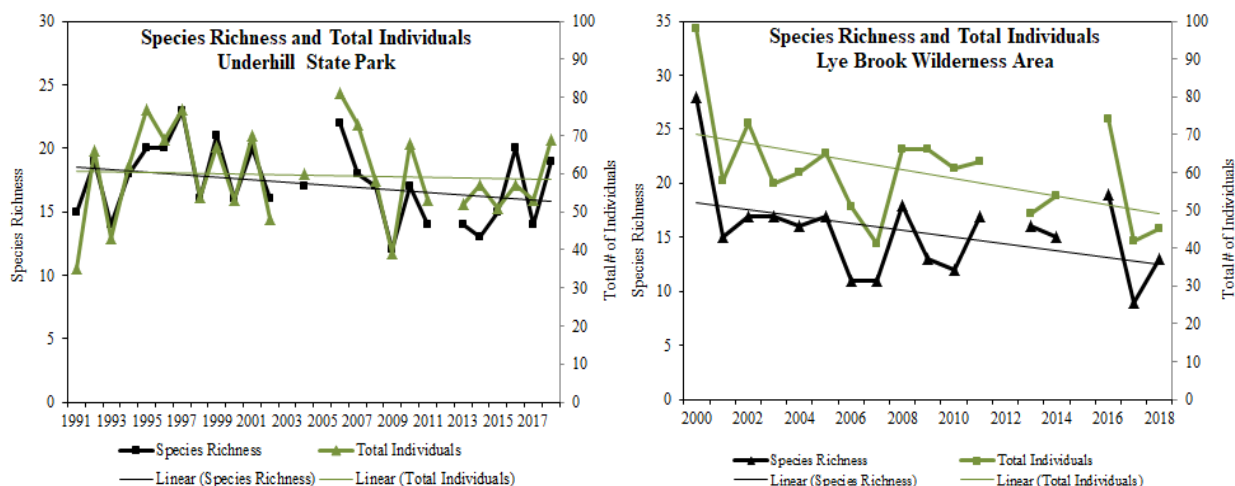 Species Richness and Total Individuals
Underhill State Park
30
25
20
15
10
5
0
Species Richness
100
90
80
70
60
50
40
30
20
10
0
Total # of Individuals
1991 1993 1995 1997 1999 2001 2003 2005 2007 2009 2011 2013 2015 2017
Species Richness Total Individuals
Linear (Species Richness) Linear (Total Individuals)
Species Richness and Total Individuals
Lye Brook Wilderness Area
35
30
25
20
15
10
5
0
Species Richness
100
90
80
70
60
50
40
30
20
10
0
Total # of Individuals
2000 2002 2004 2006 2008 2010 2012 2014 2016 2018
Species Richness Total Individuals
Linear (Species Richness) Linear (Total Individuals)